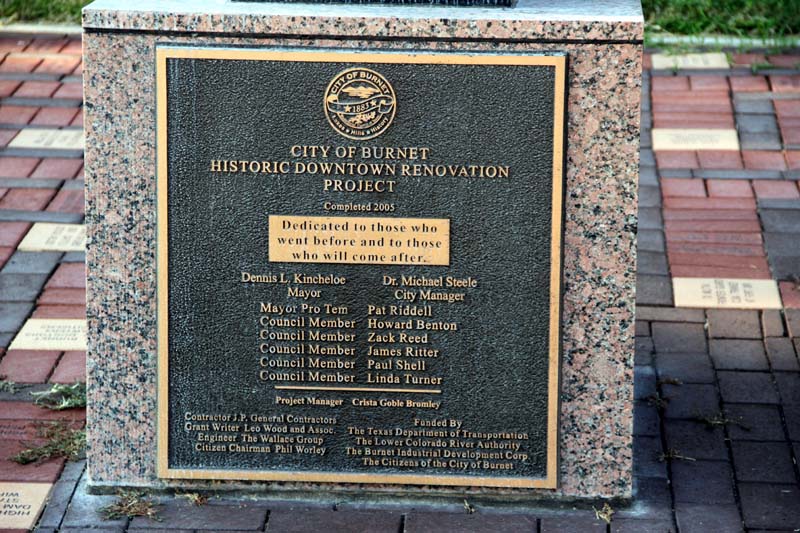 CITY OF BURNET
1883
CITY OF BURNET
HISTORIC DOWNTOWN RENOVATION
PROJECT
Completed 2005
Dedicated to those who
went before and to those
who will come after.
Dennis L. Kincheloe Dr. Michael Steele
Mayor City Manager
Mayor Pro Tem Pat Riddell
Council Member Howard Benton
Council Member Zack Reed
Council Member James Ritter
Council Member Paul Shell
Council Member Linda Turner
Project Manager Crista Goble Bromley
Contractor J.P. General Contractors
Grant Writer Leo Wood and Assoc.
Engineer The Wallace Group
Citizen Chairman Phil Worley
Funded By
The Texas Department of Transportation
The Lower Colorado River Authority
The Burnet Industrial Development Corp.
The Citizens of the City of Burnet